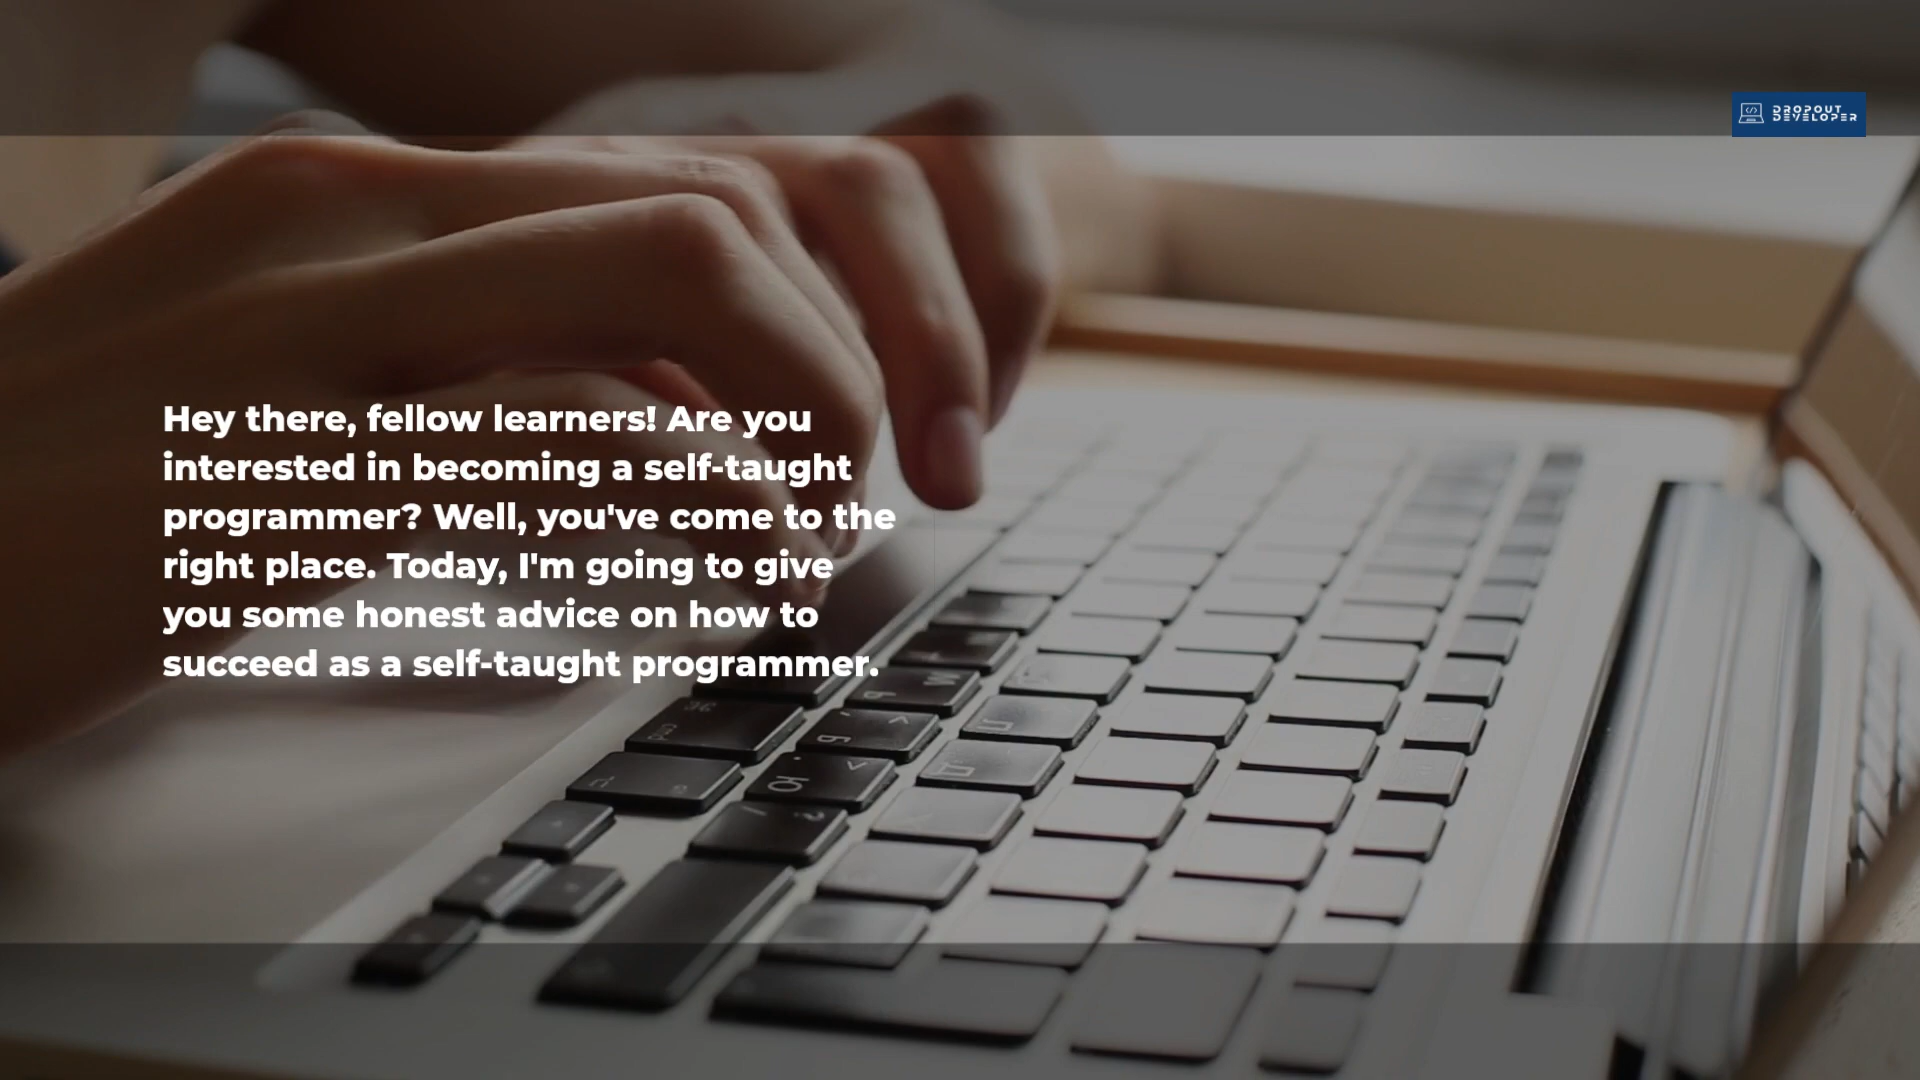 DROPOUT
DEVELOPER
Hey there, fellow learners! Are you
interested in becoming a self-taught
programmer? Well, you've come to the
right place. Today, I'm going to give
you some honest advice on how to
succeed as a self-taught programmer.